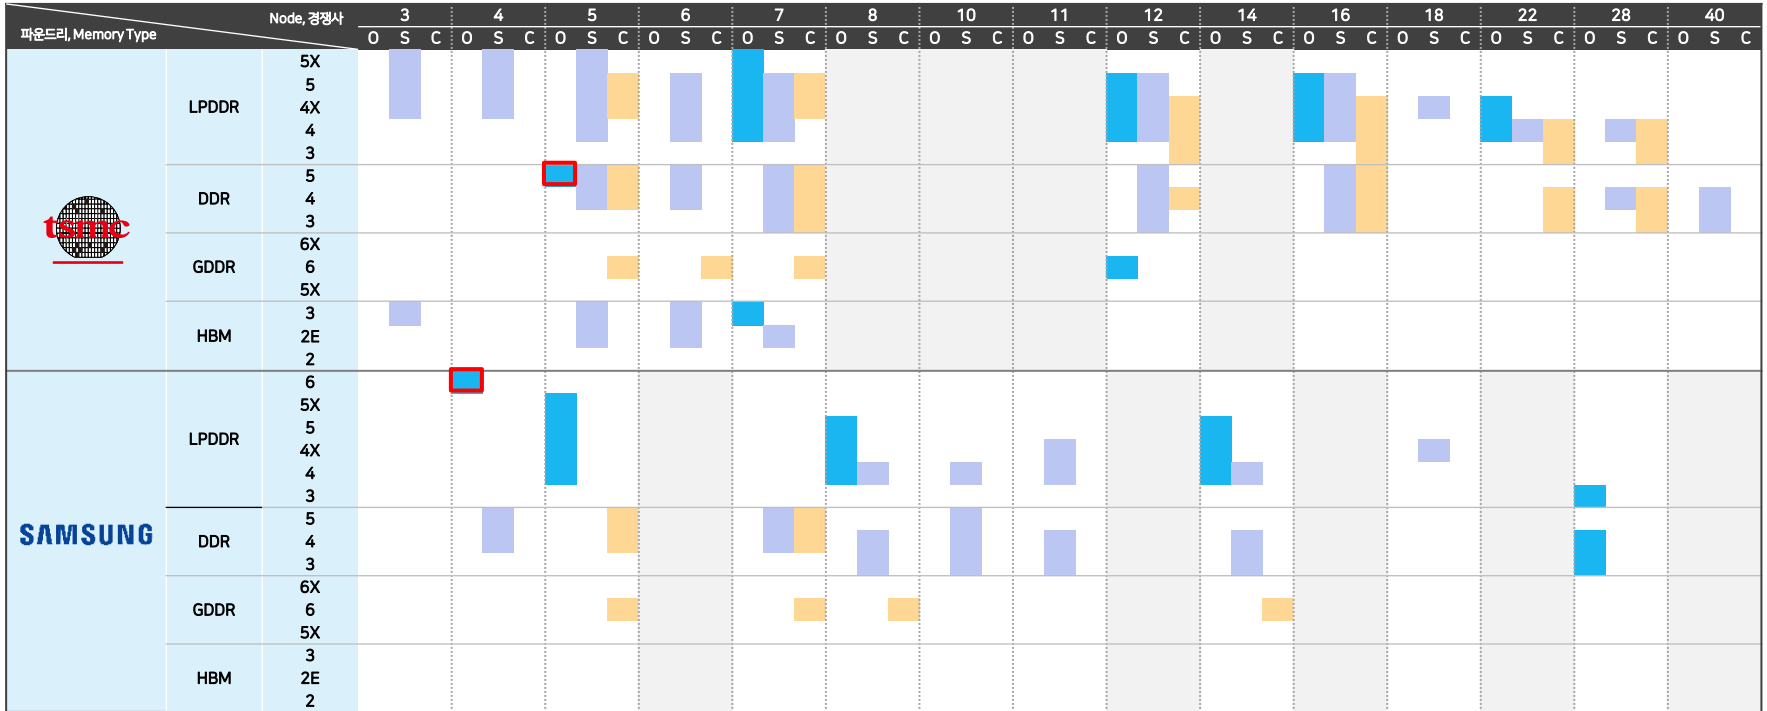 Node, 경쟁사 3 4 5 6 7 8 10 11 12 14 16 18 22 28 40
파운드리, Memory Type O S C O S C O S C O S C O S C O S C O S C O S C O S C O S C O S C O S C O S C O S C O S C
tsmc
LPDDR
5X
5
4X
4
3
DDR
5
4
3
GDDR
6X
6
5X
HBM
3
2E
2
SAMSUNG
LPDDR
6
5X
5
4X
4
3
DDR
5
4
3
GDDR
6X
6
5X
HBM
3
2E
2